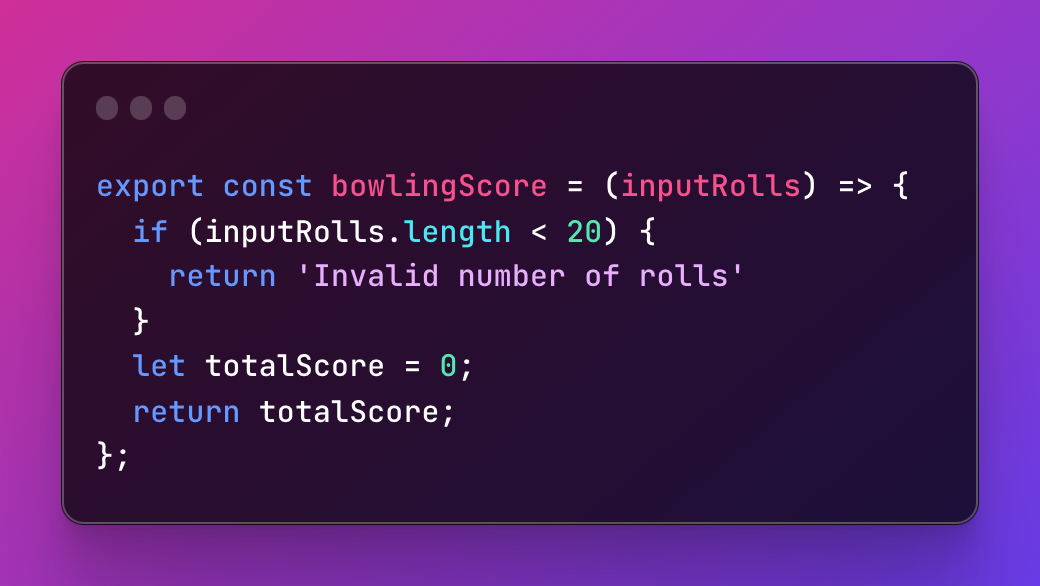 export const bowlingScore = (inputRolls) => {
  if (inputRolls.length < 20) {
    return 'Invalid number of rolls'
  }
  let totalScore = 0;
  return totalScore;
};